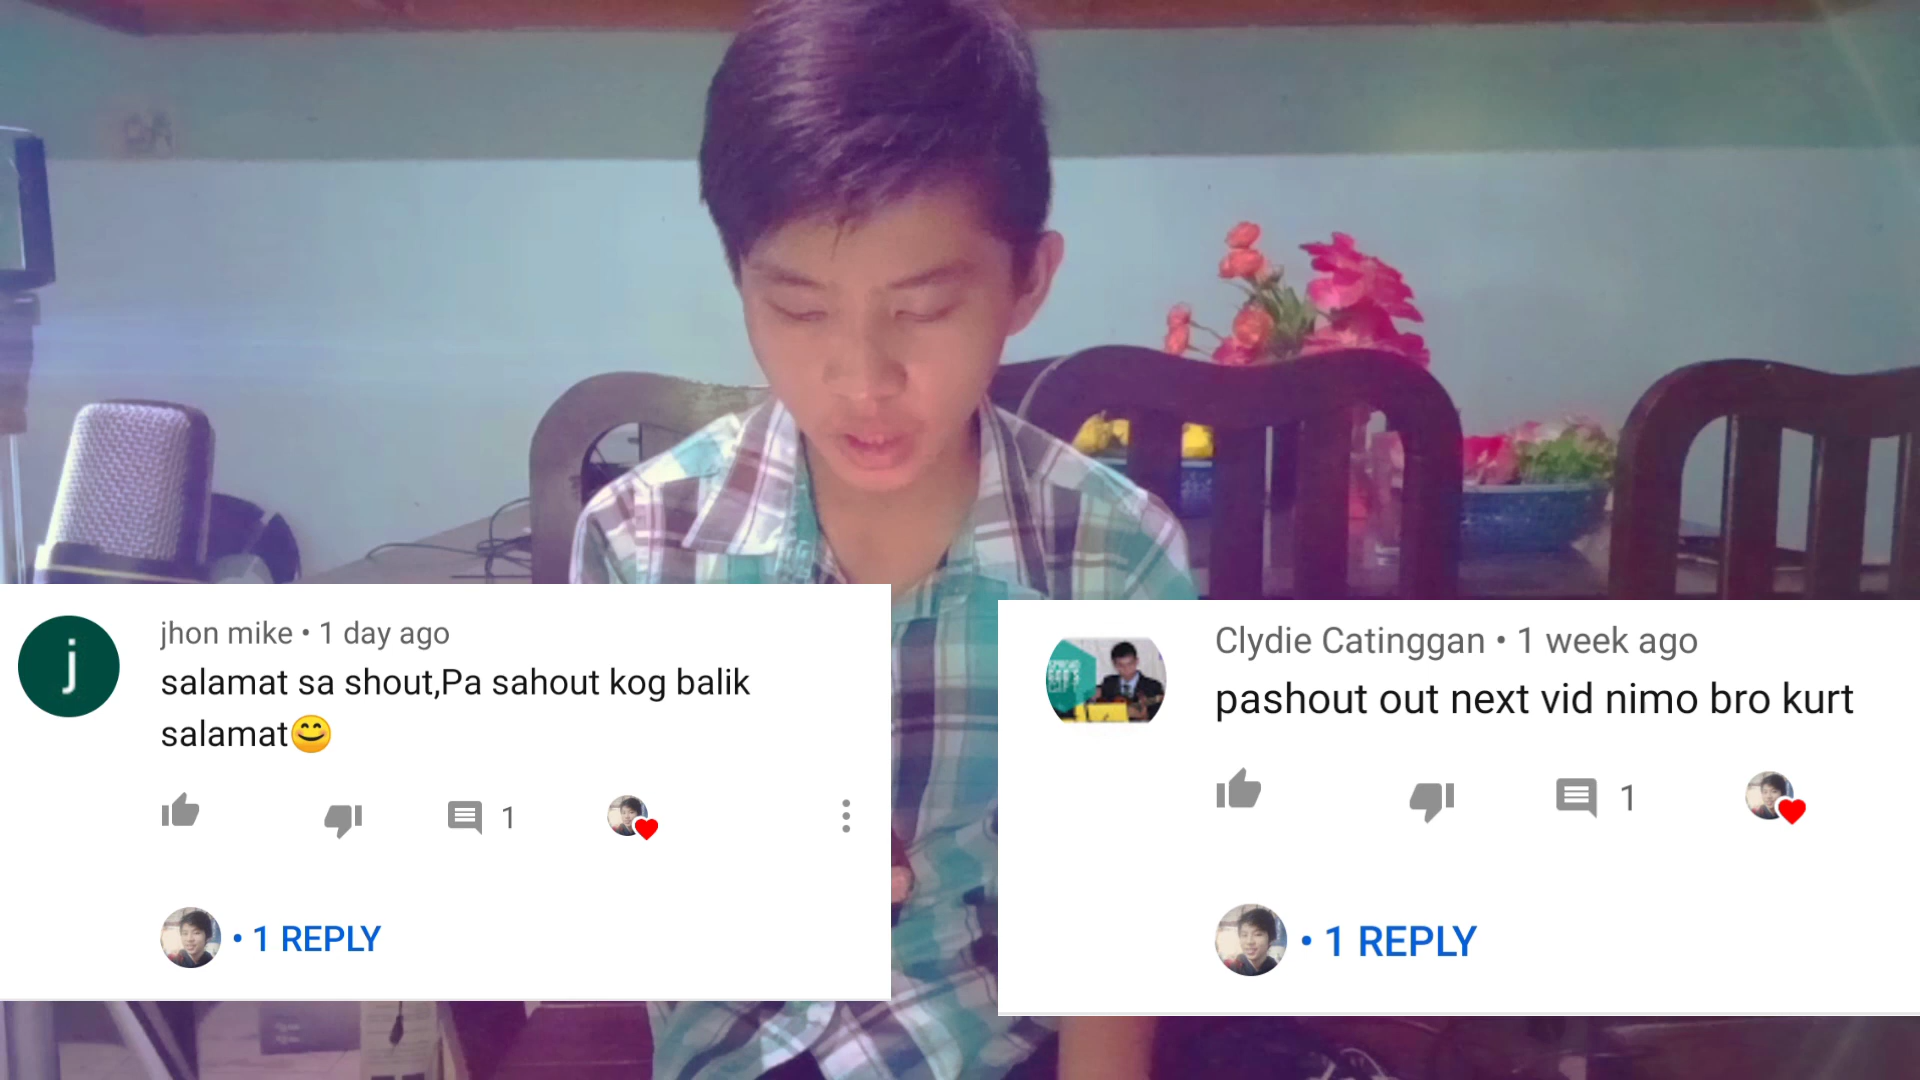 jhon mike • 1 day ago
salamat sa shout,Pa sahout kog balik
salamat😊
1
• 1 REPLY
Clydie Catinggan • 1 week ago
pashout out next vid nimo bro kurt
1
• 1 REPLY
j